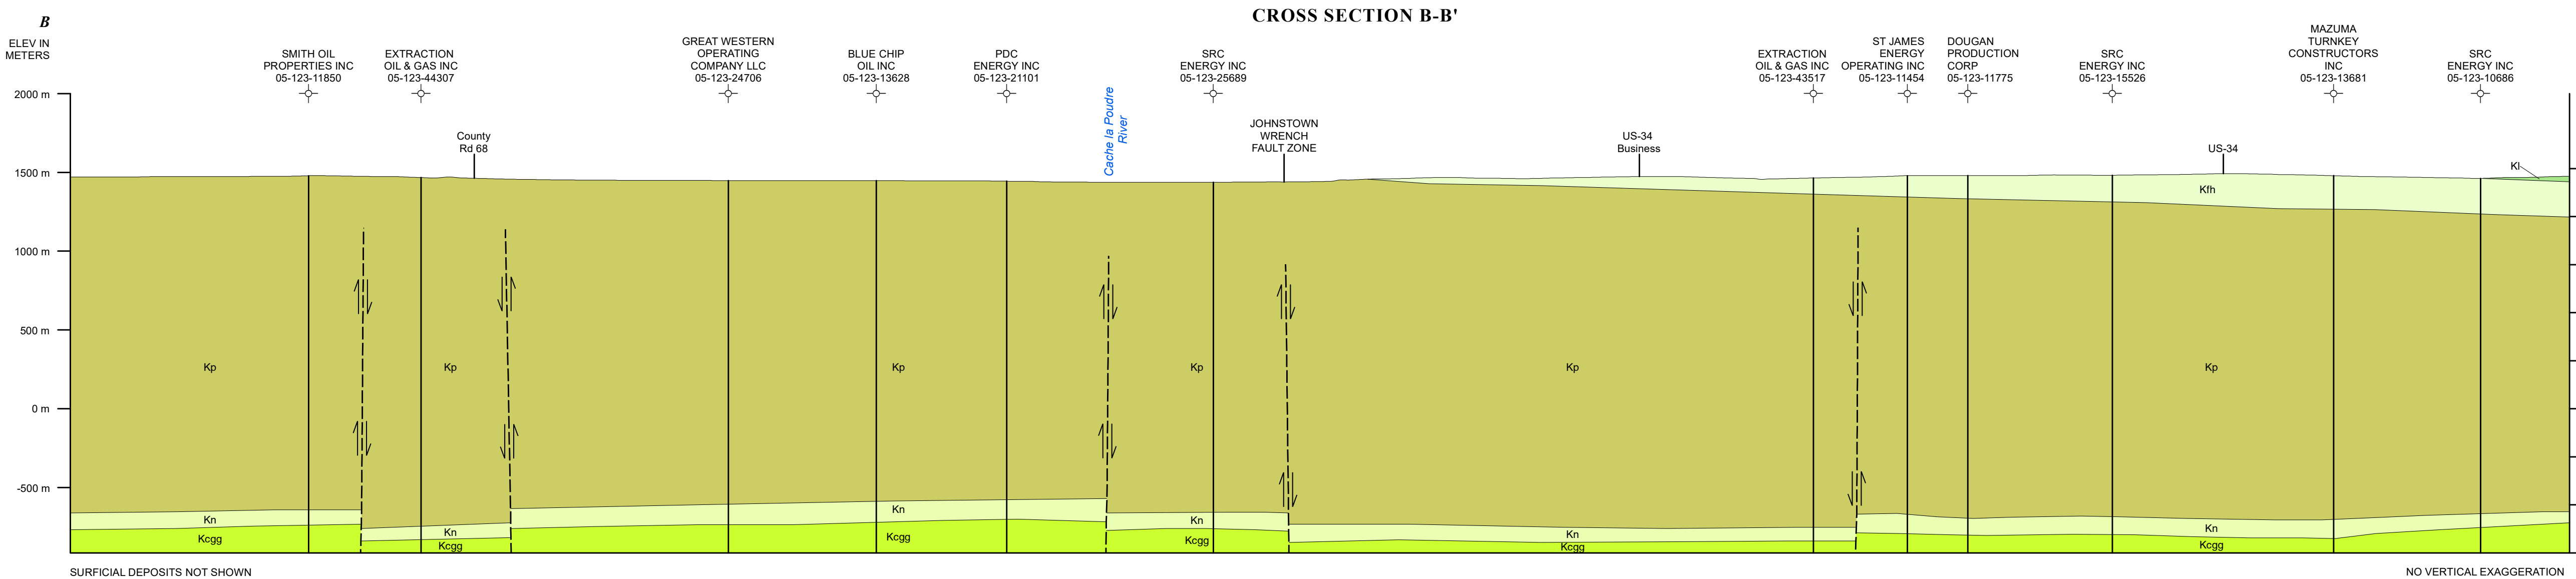 CROSS SECTION B-B'
B
ELEV IN
METERS
SMITH OIL
PROPERTIES INC
05-123-11850
EXTRACTION
OIL & GAS INC
05-123-44307
GREAT WESTERN
OPERATING
COMPANY LLC
05-123-24706
BLUE CHIP
OIL INC
05-123-13628
PDC
ENERGY INC
05-123-21101
Cache la Poudre
River
SRC
ENERGY INC
05-123-25689
JOHNSTOWN
WRENCH
FAULT ZONE
EXTRACTION
OIL & GAS INC
05-123-43517
ST JAMES
ENERGY
OPERATING INC
05-123-11454
DOUGAN
PRODUCTION
CORP
05-123-11775
SRC
ENERGY INC
05-123-15526
MAZUMA
TURNKEY
CONSTRUCTORS
INC
05-123-13681
SRC
ENERGY INC
05-123-10686
County
Rd 68
US-34
Business
US-34
2000 m
1500 m
1000 m
500 m
0 m
-500 m
Kl
Kfh
Kp
Kp
Kp
Kp
Kp
Kp
Kn
Kn
Kn
Kn
Kn
Kn
Kcgg
Kcgg
Kcgg
Kcgg
Kcgg
Kcgg
SURFICIAL DEPOSITS NOT SHOWN
NO VERTICAL EXAGGERATION